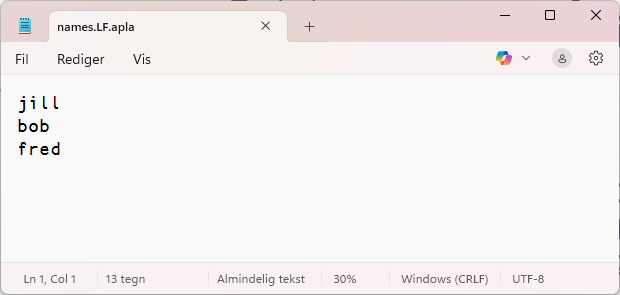 names.LF.apla
Fil Rediger Vis
jill
bob
fred
Ln 1, Col 1 13 tegn Almindelig tekst 30% Windows (CRLF) UTF-8